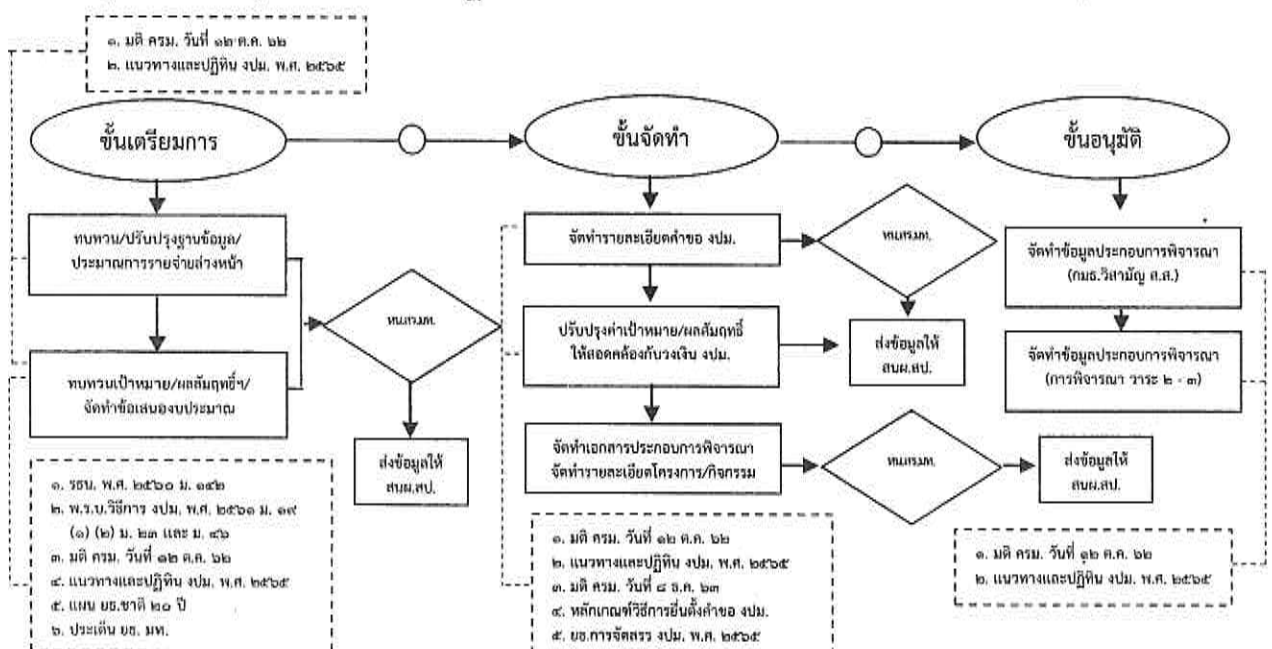 ๑. มติ ครม. วันที่ ๑๒ ต.ค. ๖๒
๒. แนวทางและปฏิทิน งปม. พ.ศ. ๒๕๖๕
ขั้นเตรียมการ
ขั้นจัดทำ
ขั้นอนุมัติ
ทบทวน/ปรับปรุงฐานข้อมูล/
ประมาณการรายจ่ายล่วงหน้า
ทบทวนเป้าหมาย/ผลสัมฤทธิ์ฯ/
จัดทำข้อเสนองบประมาณ
ส่งข้อมูลให้
สนผ.สป.
๑. รธน. พ.ศ. ๒๕๖๐ ม. ๑๔๒
๒. พ.ร.บ.วิธีการ งปม. พ.ศ. ๒๕๖๑ ม. ๑๙
(๑) (๒) ม. ๒๓ และ ม. ๔๖
๓. มติ ครม. วันที่ ๑๒ ต.ค. ๖๒
๔. แนวทางและปฏิทิน งปม. พ.ศ. ๒๕๖๕
๕. แผน ยธ.ชาติ ๒๐ ปี
๖. ประเด็น ยธ. มท.
จัดทำรายละเอียดคำขอ งปม.
ปรับปรุงค่าเป้าหมาย/ผลสัมฤทธิ์
ให้สอดคล้องกับวงเงิน งปม.
ส่งข้อมูลให้
สนผ.สป.
จัดทำเอกสารประกอบการพิจารณา
จัดทำรายละเอียดโครงการ/กิจกรรม
ส่งข้อมูลให้
สนผ.สป.
๑. มติ ครม. วันที่ ๑๒ ต.ค. ๖๒
๒. แนวทางและปฏิทิน งปม. พ.ศ. ๒๕๖๕
๓. มติ ครม. วันที่ ๘ ธ.ค. ๖๓
๔. หลักเกณฑ์วิธีการยื่นตั้งคำขอ งปม.
๕. ยธ.การจัดสรร งปม. พ.ศ. ๒๕๖๕
จัดทำข้อมูลประกอบการพิจารณา
(กมธ.วิสามัญ ส.ส.)
จัดทำข้อมูลประกอบการพิจารณา
(การพิจารณา วาระ ๒ - ๓)
๑. มติ ครม. วันที่ ๑๒ ต.ค. ๖๒
๒. แนวทางและปฏิทิน งปม. พ.ศ. ๒๕๖๕